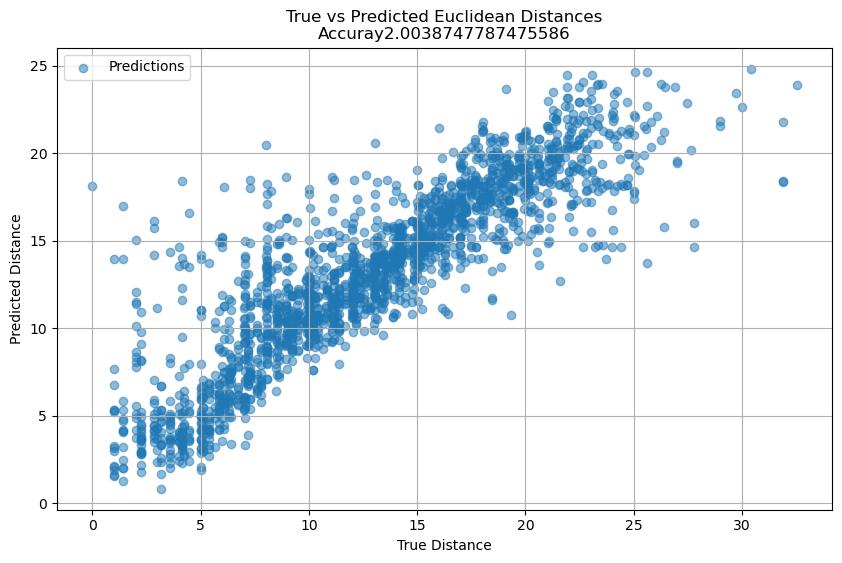 True vs Predicted Euclidean Distances
Accuray2.0038747787475586
Predictions
25
20
15
10
5
0
Predicted Distance
0 5 10 15 20 25 30
True Distance